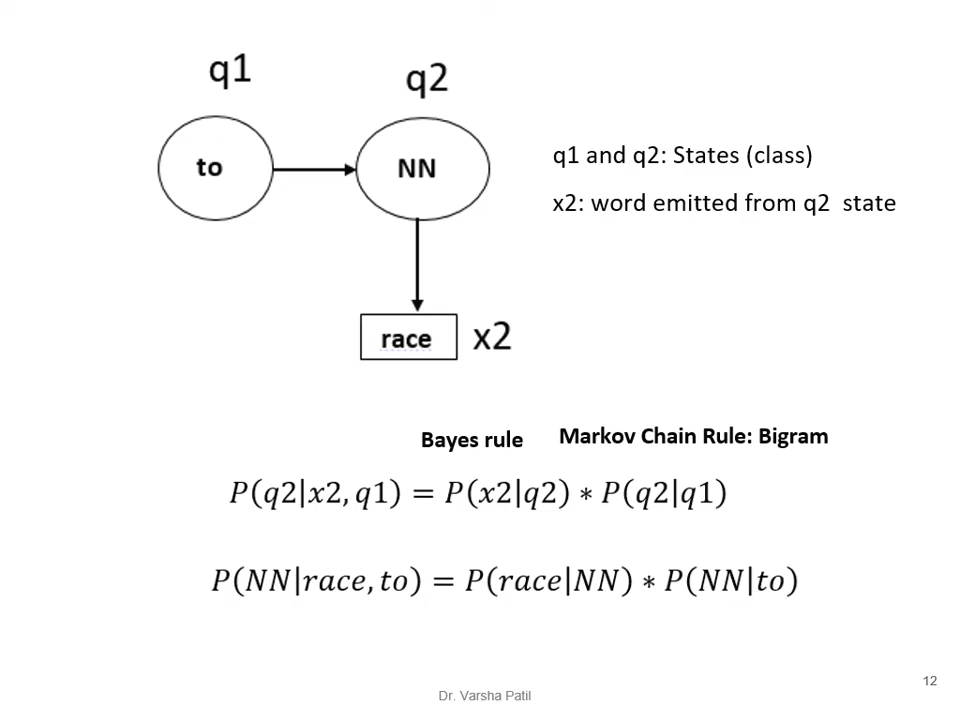 q1
q2
to
NN
q1 and q2: States (class)
x2: word emitted from q2 state
race
x2
Bayes rule
Markov Chain Rule: Bigram
P(q2|x2, q1) = P(x2|q2) ∗ P(q2|q1)
P(NN|race, to) = P(race|NN) ∗ P(NN|to)
12
Dr. Varsha Patil